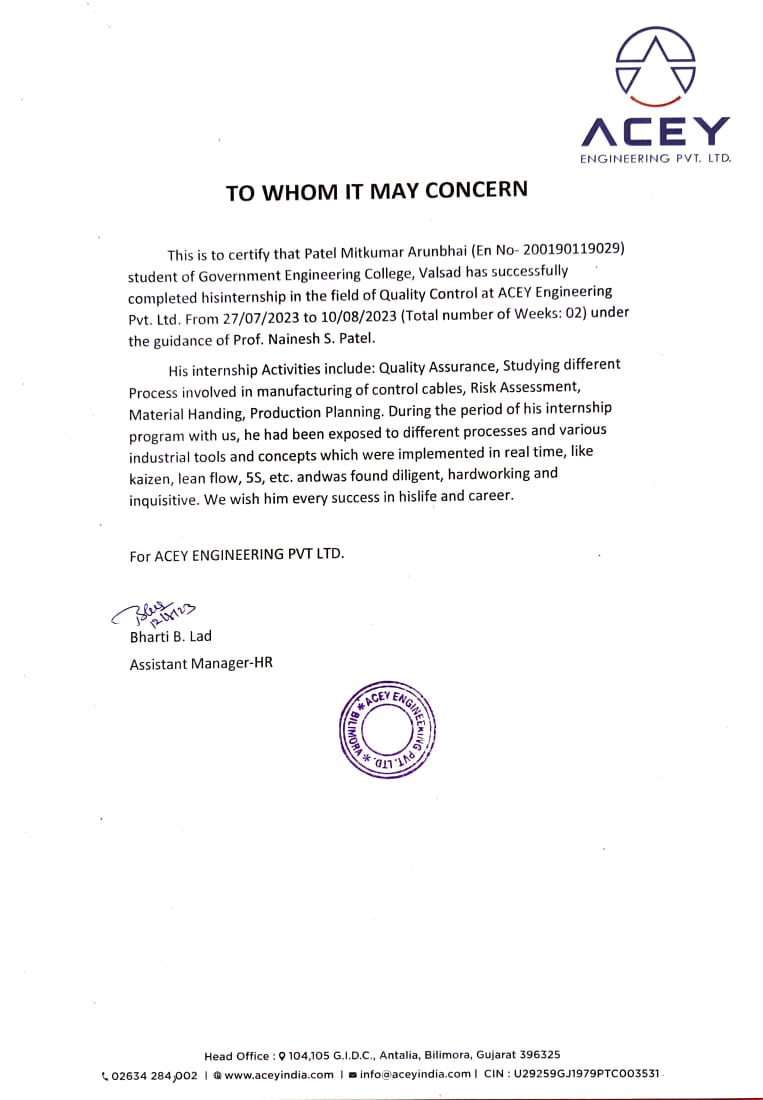 ACEY
ENGINEERING PVT. LTD.
TO WHOM IT MAY CONCERN
This is to certify that Patel Mitkumar Arunbhai (En No- 200190119029)
student of Government Engineering College, Valsad has successfully
completed hisinternship in the field of Quality Control at ACEY Engineering
Pvt. Ltd. From 27/07/2023 to 10/08/2023 (Total number of Weeks: 02) under
the guidance of Prof. Nainesh S. Patel.
His internship Activities include: Quality Assurance, Studying different
Process involved in manufacturing of control cables, Risk Assessment,
Material Handing, Production Planning. During the period of his internship
program with us, he had been exposed to different processes and various
industrial tools and concepts which were implemented in real time, like
kaizen, lean flow, 5S, etc. andwas found diligent, hardworking and
inquisitive. We wish him every success in hislife and career.
For ACEY ENGINEERING PVT LTD.
Bharti B. Lad
Assistant Manager-HR
* ACEY ENGINEERING PVT. LTD. * BILIMORA
Head Office : 104,105 G.I.D.C., Antalia, Bilimora, Gujarat 396325
02634 284 002 | www.aceyindia.com | info@aceyindia.com | CIN : U29259GJ1979PTC003531